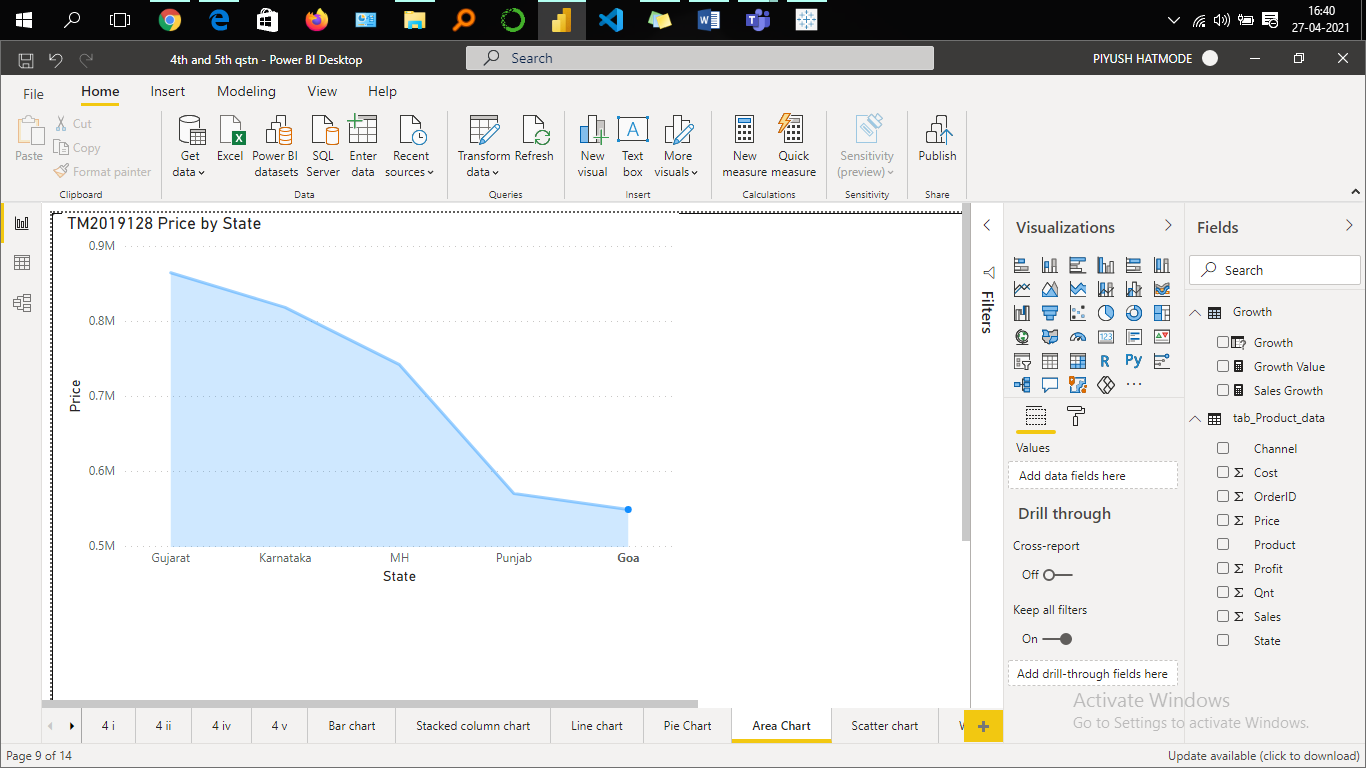 16:40
27-04-2021
4th and 5th qstn - Power BI Desktop
Search
PIYUSH HATMODE
File
Home
Insert
Modeling
View
Help
Paste
Cut
Copy
Format painter
Clipboard
Get data
Excel
Power BI datasets
SQL Server
Enter data
Recent sources
Data
Transform data
Refresh
Queries
New visual
Text box
More visuals
Insert
New measure
Quick measure
Calculations
Sensitivity (preview)
Sensitivity
Publish
Share
TM2019128 Price by State
0.9M
0.8M
0.7M
0.6M
0.5M
Price
Gujarat
Karnataka
MH
Punjab
Goa
State
Filters
Visualizations
R
Py
123
Values
Add data fields here
Drill through
Cross-report
Off
Keep all filters
On
Add drill-through fields here
Fields
Search
Growth
Growth
Growth Value
Sales Growth
tab_Product_data
Channel
Σ Cost
Σ OrderID
Σ Price
Product
Σ Profit
Σ Qnt
Σ Sales
State
Activate Windows
Go to Settings to activate Windows.
4 i
4 ii
4 iv
4 v
Bar chart
Stacked column chart
Line chart
Pie Chart
Area Chart
Scatter chart
+
Page 9 of 14
Update available (click to download)